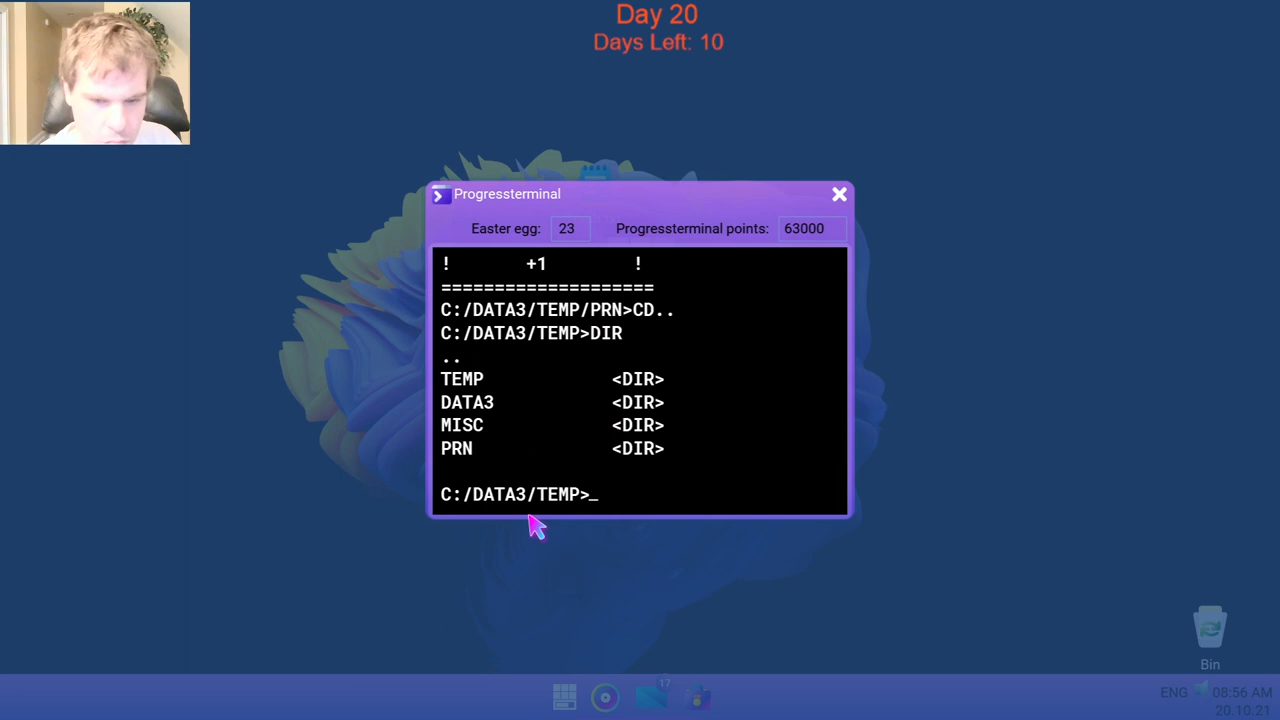 Day 20
Days Left: 10
Progressterminal
Easter egg: 23 Progressterminal points: 63000
! +1 !
====================
C:/DATA3/TEMP/PRN>CD..
C:/DATA3/TEMP>DIR
..
TEMP <DIR>
DATA3 <DIR>
MISC <DIR>
PRN <DIR>
C:/DATA3/TEMP>_
Bin
17
ENG 08:56 AM
20.10.21